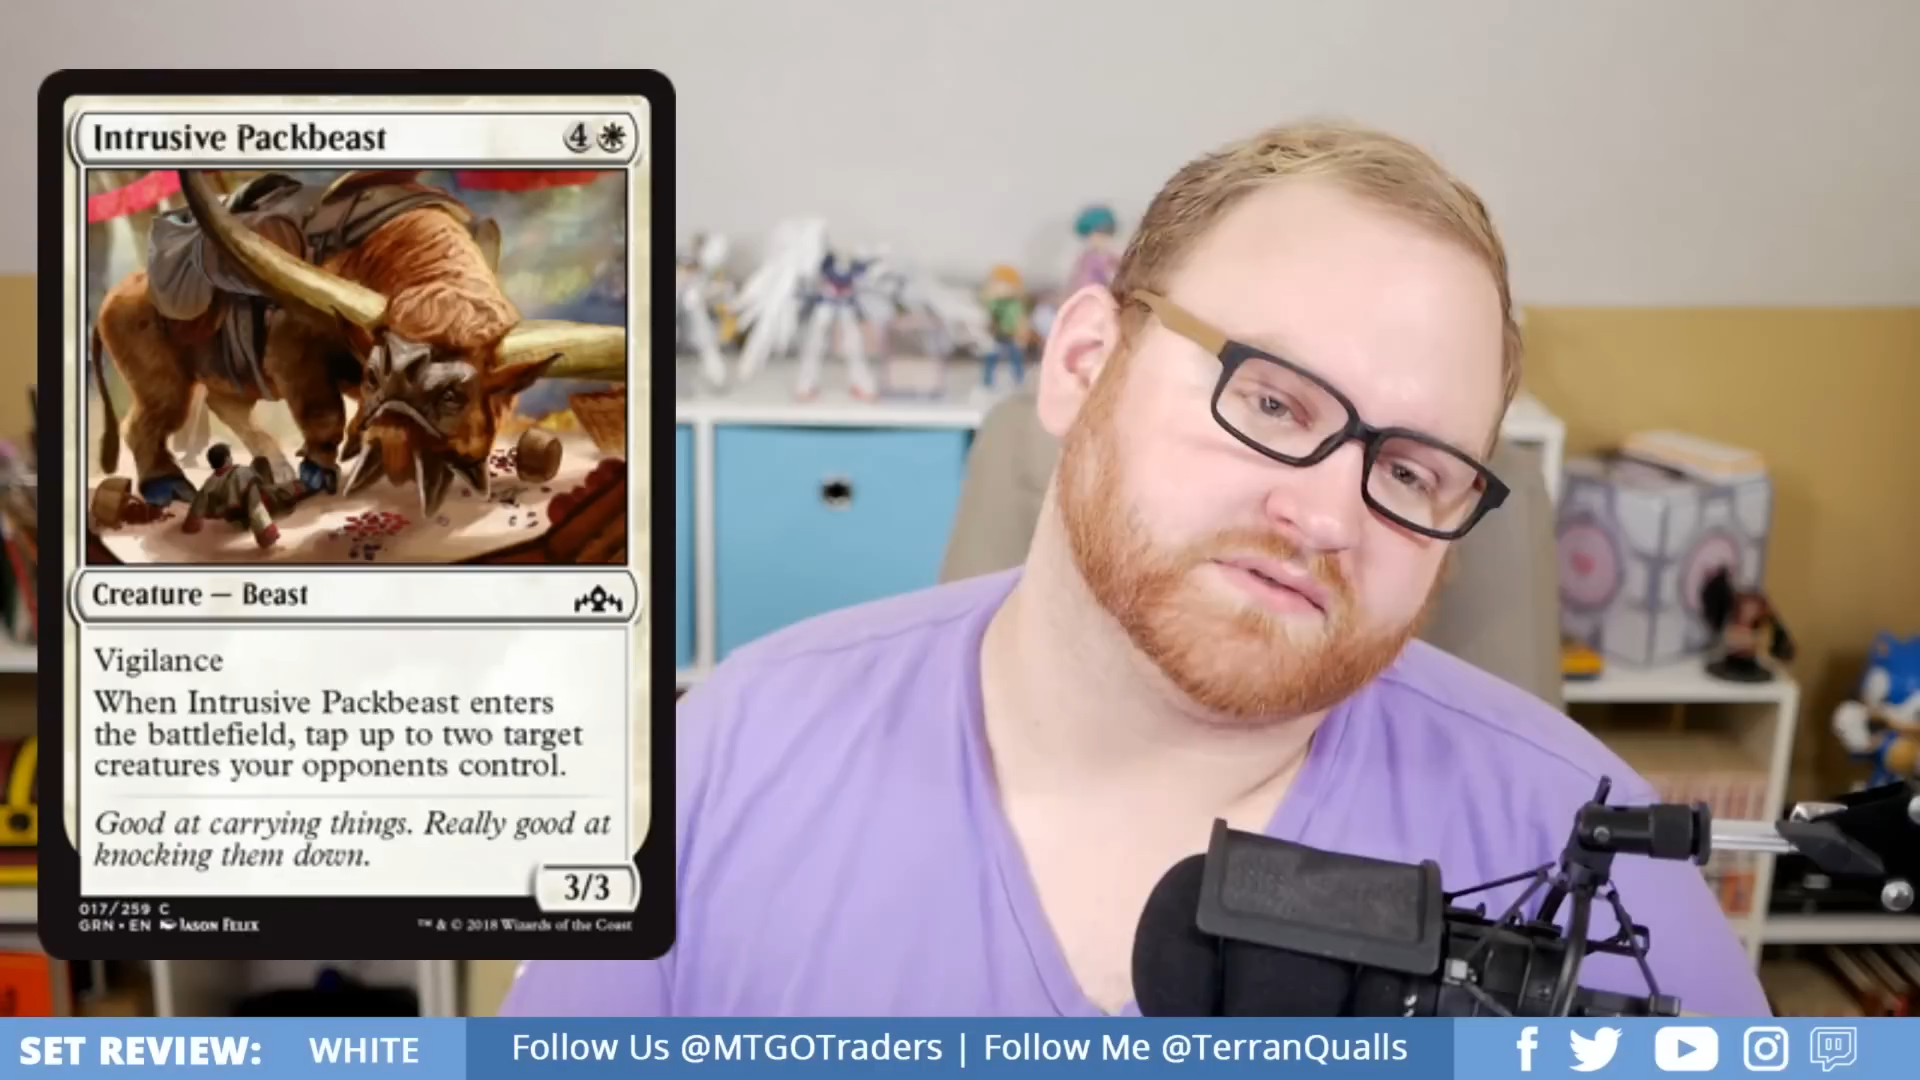 Intrusive Packbeast
4
Creature — Beast
Vigilance
When Intrusive Packbeast enters
the battlefield, tap up to two target
creatures your opponents control.
Good at carrying things. Really good at
knocking them down.
3/3
017/259 C
GRN • EN Jason Felix
™ & © 2018 Wizards of the Coast
SET REVIEW: WHITE
Follow Us @MTGOTraders | Follow Me @TerranQualls